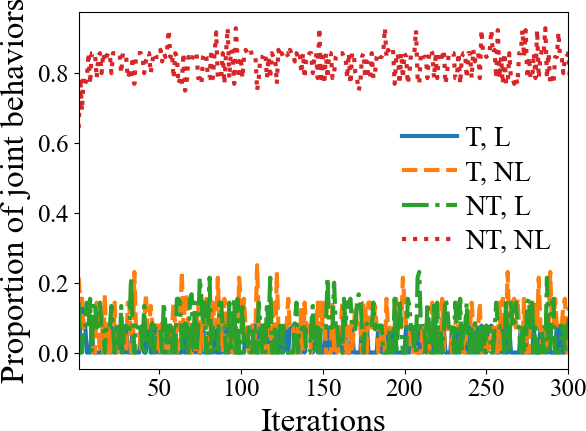 Proportion of joint behaviors
0.8
0.6
0.4
0.2
0.0
T, L
T, NL
NT, L
NT, NL
50
100
150
200
250
300
Iterations